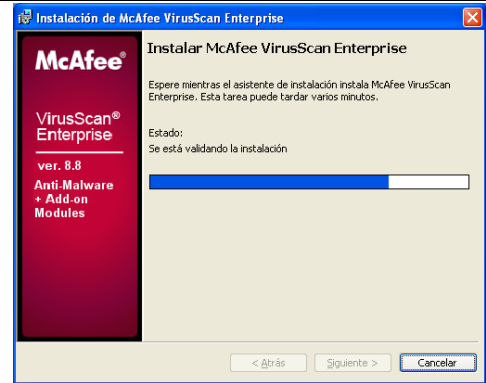 Instalación de McAfee VirusScan Enterprise
McAfee®
VirusScan®
Enterprise
ver. 8.8
Anti-Malware
+ Add-on
Modules
Instalar McAfee VirusScan Enterprise
Espere mientras el asistente de instalación instala McAfee VirusScan
Enterprise. Esta tarea puede tardar varios minutos.
Estado:
Se está validando la instalación
< Atrás
Siguiente >
Cancelar